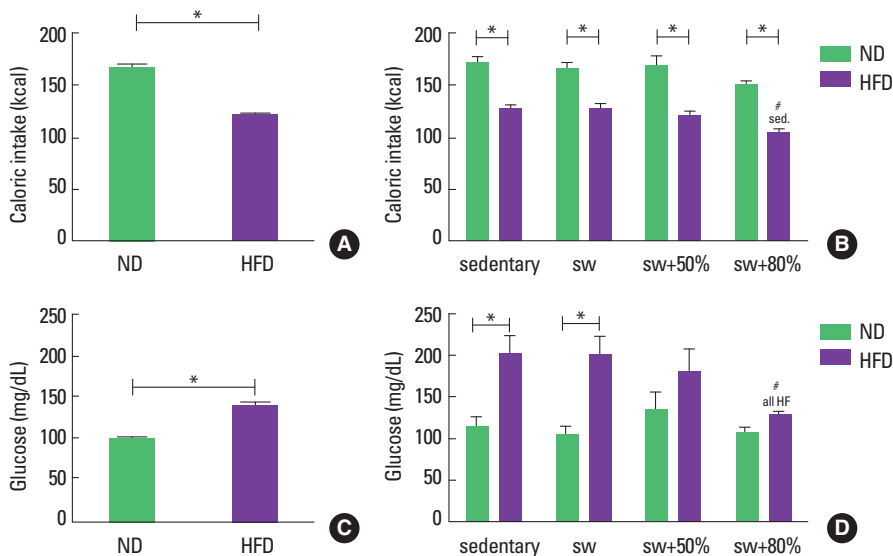 *
200
150
100
50
0
Caloric intake (kcal)
ND
HFD
A
* * * *
200
150
100
50
0
Caloric intake (kcal)
#
sed.
sedentary
sw
sw+50%
sw+80%
ND
HFD
B
*
250
200
150
100
50
0
Glucose (mg/dL)
ND
HFD
C
* *
250
200
150
100
50
0
Glucose (mg/dL)
#
all HF
sedentary
sw
sw+50%
sw+80%
ND
HFD
D